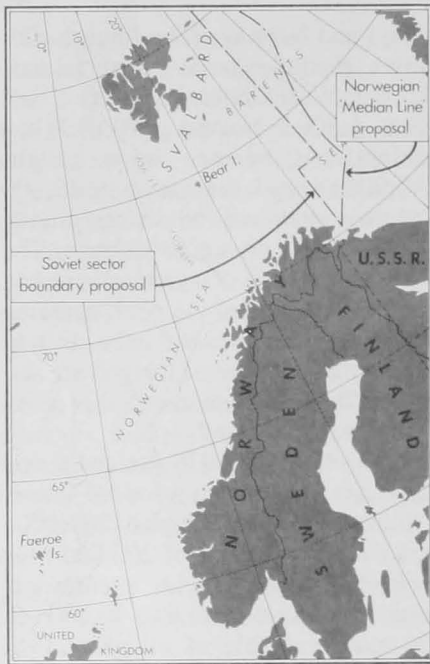 10°
20°
SVALBARD
BARENTS
SEA
Norwegian
'Median Line'
proposal
Bear I.
Soviet sector
boundary proposal
U.S.S.R.
NORWEGIAN
SEA
70°
NORWAY
SWEDEN
FINLAND
65°
Faeroe
Is.
60°
UNITED
KINGDOM